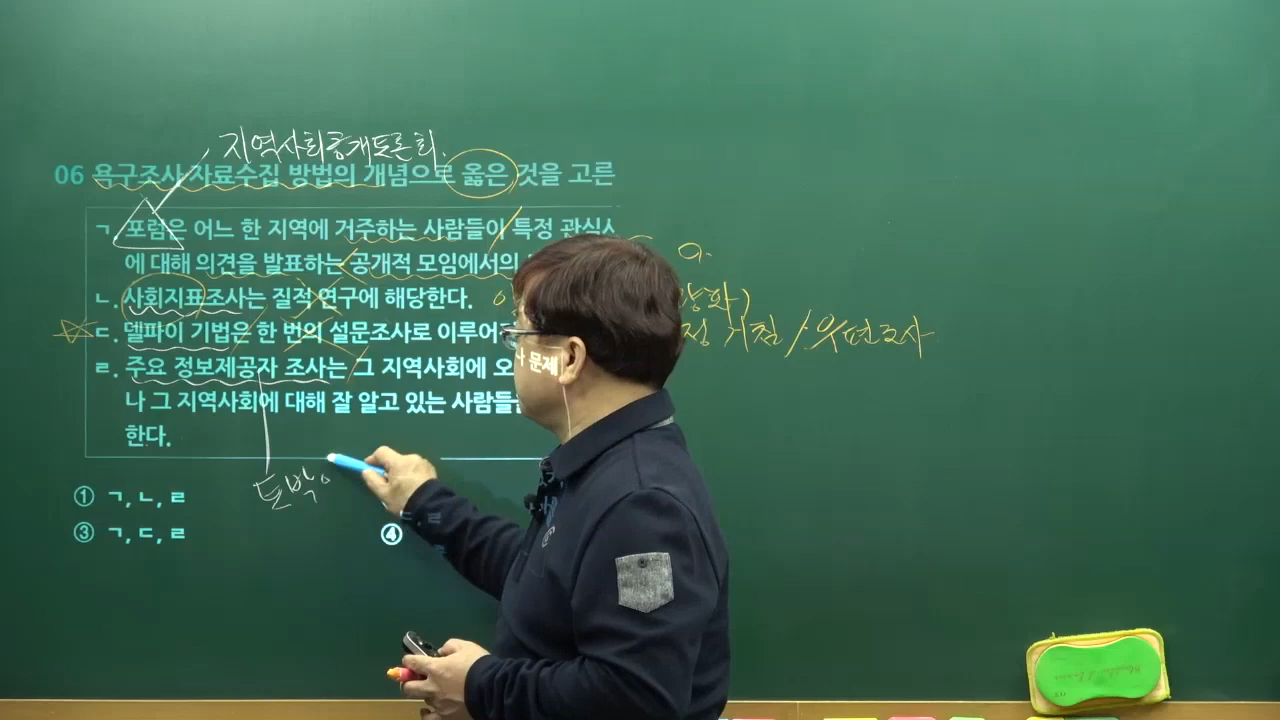 지역사회공개토론회.
06 욕구조사 자료수집 방법의 개념으로 옳은 것을 고른
ㄱ. 포럼은 어느 한 지역에 거주하는 사람들이 특정 관심사
에 대해 의견을 발표하는 공개적 모임에서의
ㄴ. 사회지표조사는 질적 연구에 해당한다.
ㄷ. 델파이 기법은 한 번의 설문조사로 이루어 우편조사
ㄹ. 주요 정보제공자 조사는 그 지역사회에 오 문제
나 그 지역사회에 대해 잘 알고 있는 사람들
한다.
토박
① ㄱ, ㄴ, ㄹ
③ ㄱ, ㄷ, ㄹ ④